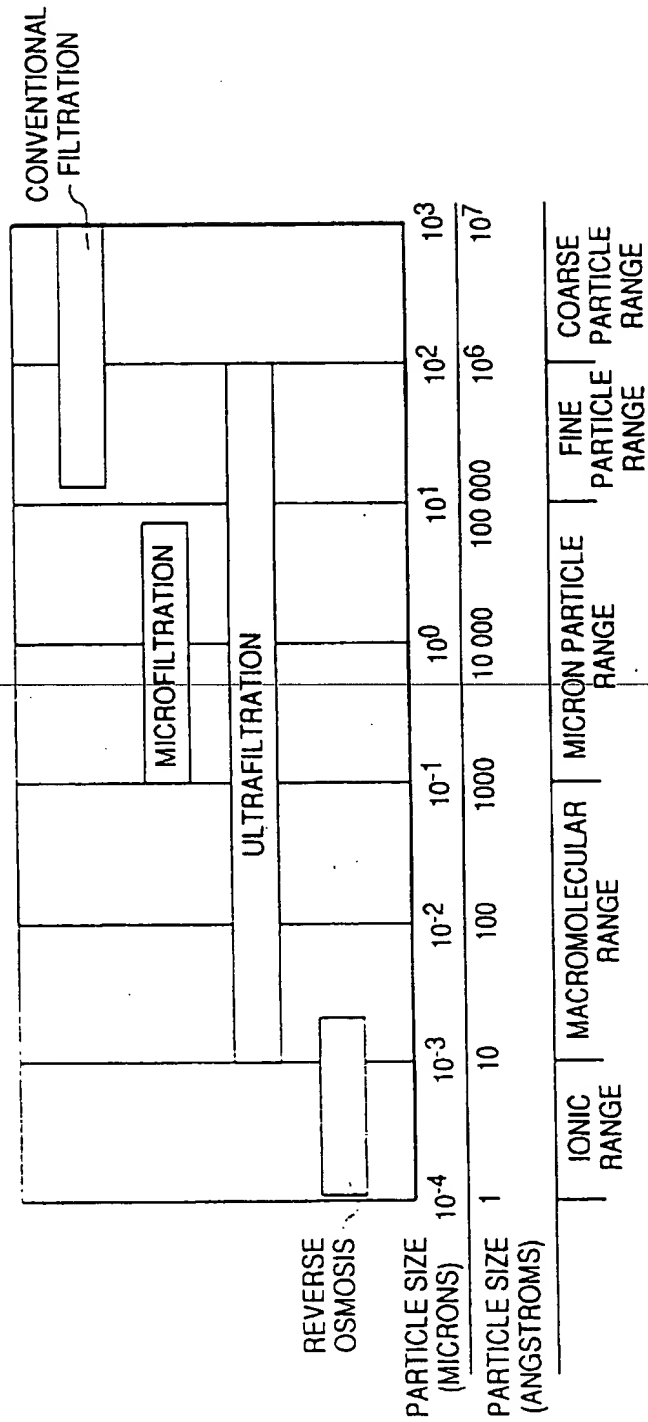 CONVENTIONAL
FILTRATION
MICROFILTRATION
ULTRAFILTRATION
REVERSE
OSMOSIS
PARTICLE SIZE
(MICRONS)
10-4 10-3 10-2 10-1 100 101 102 103
PARTICLE SIZE
(ANGSTROMS)
1 10 100 1000 10 000 100 000 106 107
IONIC
RANGE
MACROMOLECULAR
RANGE
MICRON PARTICLE
RANGE
FINE
PARTICLE
RANGE
COARSE
PARTICLE
RANGE